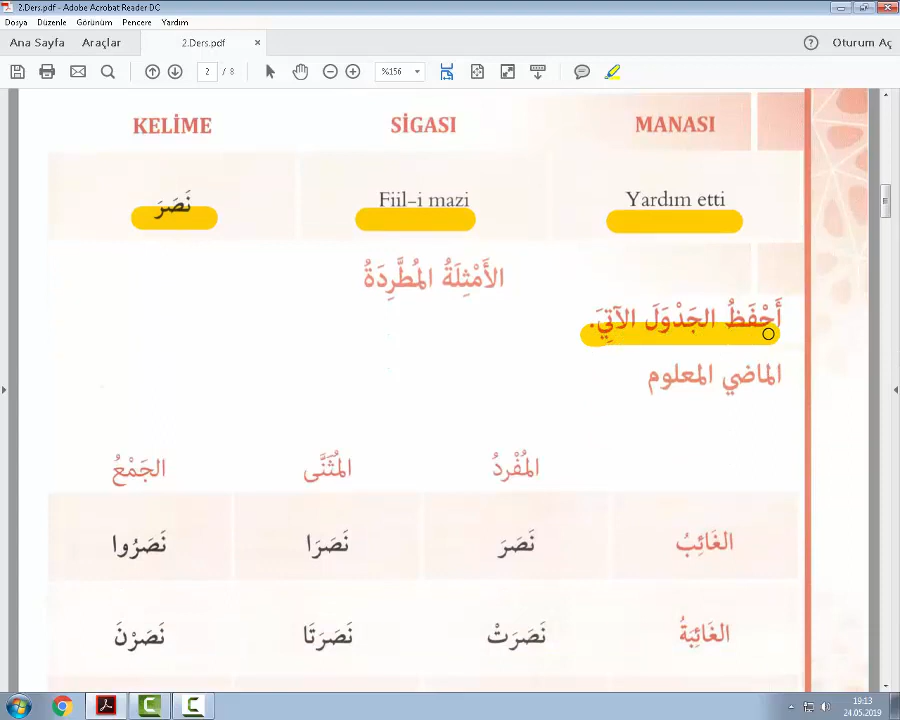 2.Ders.pdf - Adobe Acrobat Reader DC
Dosya Düzenle Görünüm Pencere Yardım
Ana Sayfa Araçlar 2.Ders.pdf × ? Oturum Aç
2 / 8 %156
KELİME SİGASI MANASI
نَصَرَ Fiil-i mazi Yardım etti
الأَمْثِلَةُ المُطَّرِدَةُ
أَحْفَظُ الجَدْوَلَ الآتِيَ.
الماضي المعلوم
المُفْرَدُ المُثَنَّى الجَمْعُ
الغَائِبُ نَصَرَ نَصَرَا نَصَرُوا
الغَائِبَةُ نَصَرَتْ نَصَرَتَا نَصَرْنَ
19:13
24.05.2019